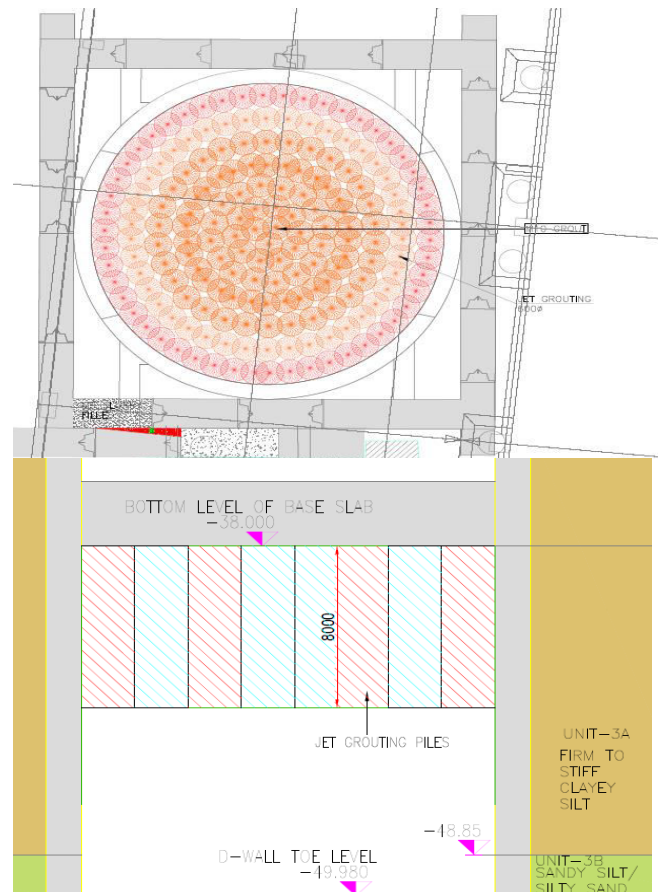 JET GROUTING
600ø
BOTTOM LEVEL OF BASE SLAB
-38.000
8000
JET GROUTING PILES
UNIT-3A
FIRM TO
STIFF
CLAYEY
SILT
-48.85
D-WALL TOE LEVEL
-49.980
UNIT-3B
SANDY SILT/
SILTY SAND